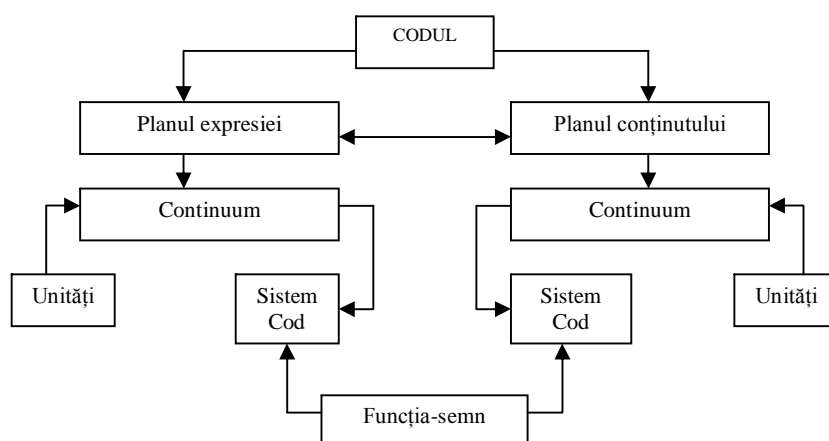 CODUL
Planul expresiei
Planul conținutului
Continuum
Continuum
Unități
Sistem
Cod
Sistem
Cod
Unități
Funcția-semn